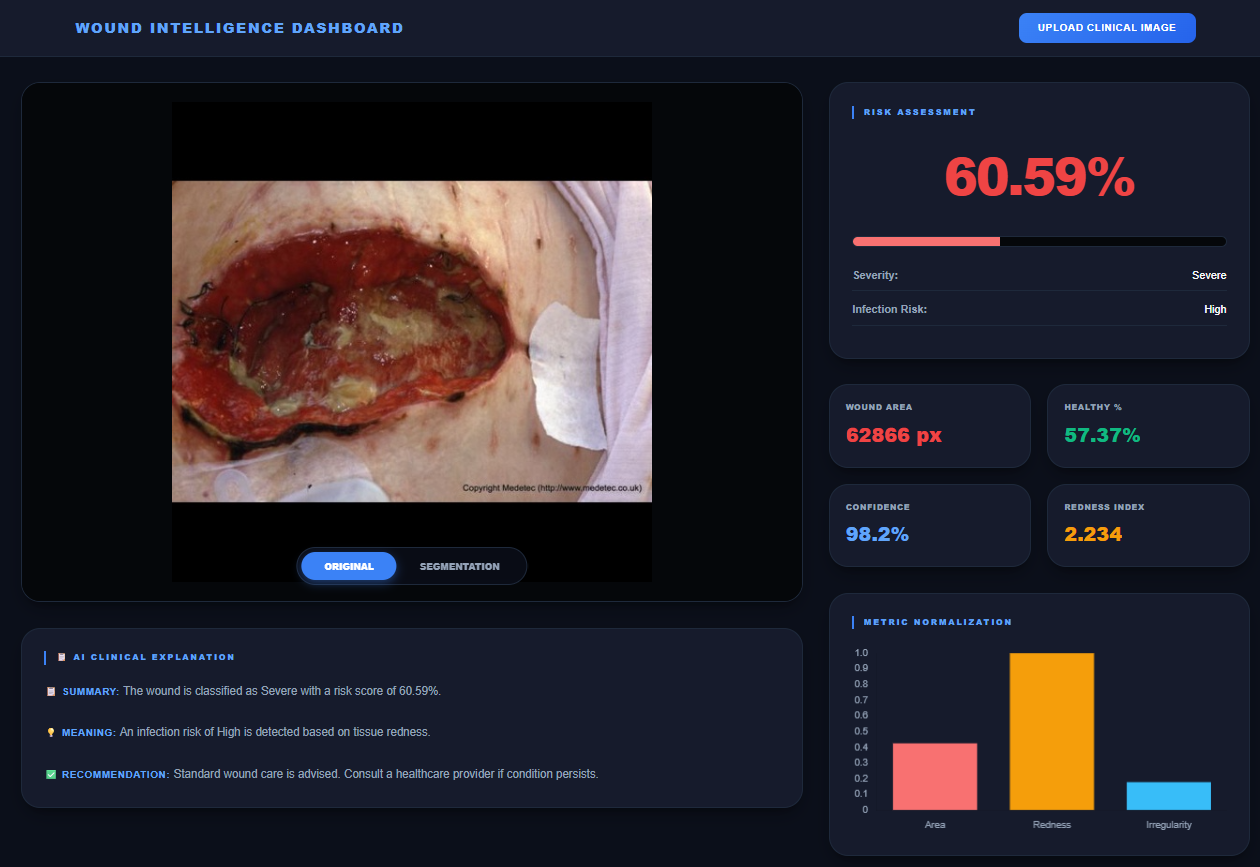 WOUND INTELLIGENCE DASHBOARD
UPLOAD CLINICAL IMAGE
Copyright Medetec (http://www.medetec.co.uk)
ORIGINAL
SEGMENTATION
AI CLINICAL EXPLANATION
SUMMARY: The wound is classified as Severe with a risk score of 60.59%.
MEANING: An infection risk of High is detected based on tissue redness.
RECOMMENDATION: Standard wound care is advised. Consult a healthcare provider if condition persists.
RISK ASSESSMENT
60.59%
Severity: Severe
Infection Risk: High
WOUND AREA
62866 px
HEALTHY %
57.37%
CONFIDENCE
98.2%
REDNESS INDEX
2.234
METRIC NORMALIZATION
1.0
0.9
0.8
0.7
0.6
0.5
0.4
0.3
0.2
0.1
0
Area Redness Irregularity